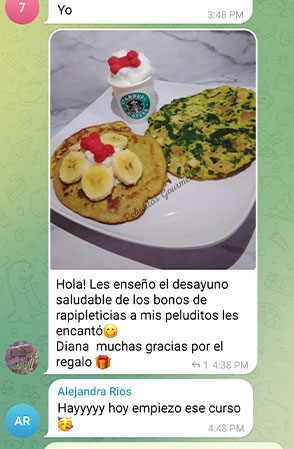 7
Yo
3:48 PM
Peluditos Gourmet
Hola! Les enseño el desayuno
saludable de los bonos de
rapipleticias a mis peluditos les
encantó😋
Diana muchas gracias por el
regalo 🎁
1 4:38 PM
Alejandra Rios
AR
Hayyyyy hoy empiezo ese curso
🥳
4:48 PM